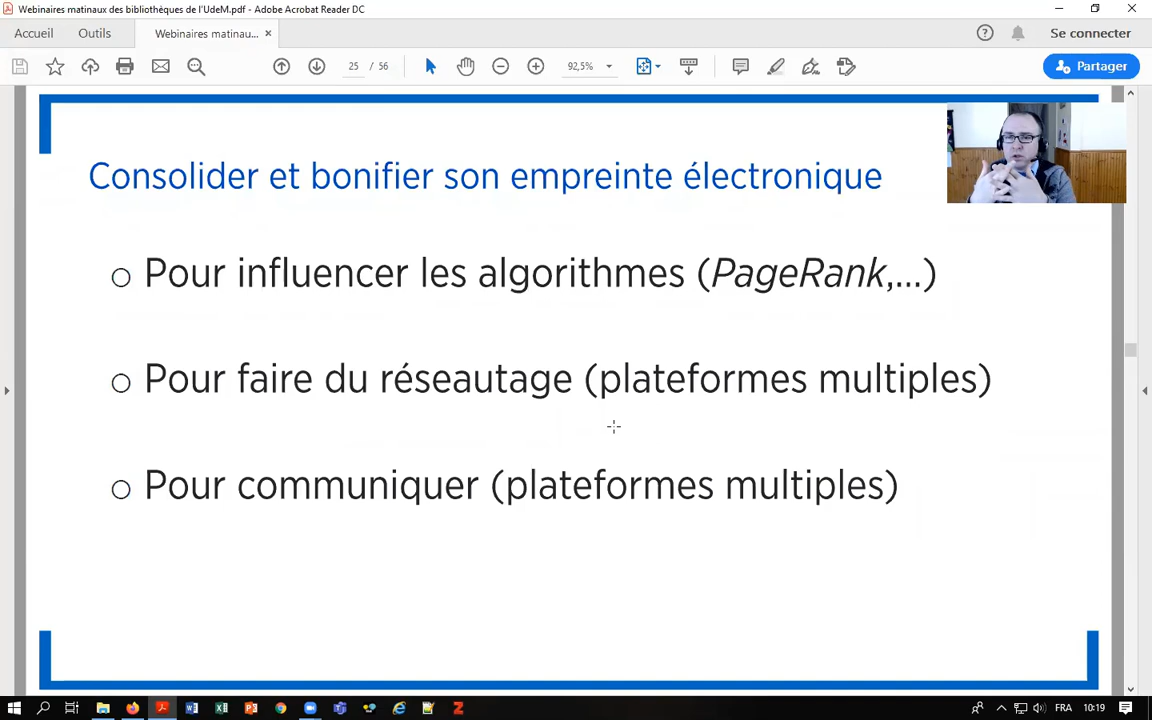 Webinaires matinaux des bibliothèques de l'UdeM.pdf - Adobe Acrobat Reader DC
Accueil Outils Webinaires matinau... ×
Se connecter
25 / 56
92,5%
Partager
Consolider et bonifier son empreinte électronique
Pour influencer les algorithmes (PageRank,...)
Pour faire du réseautage (plateformes multiples)
Pour communiquer (plateformes multiples)
FRA 10:19